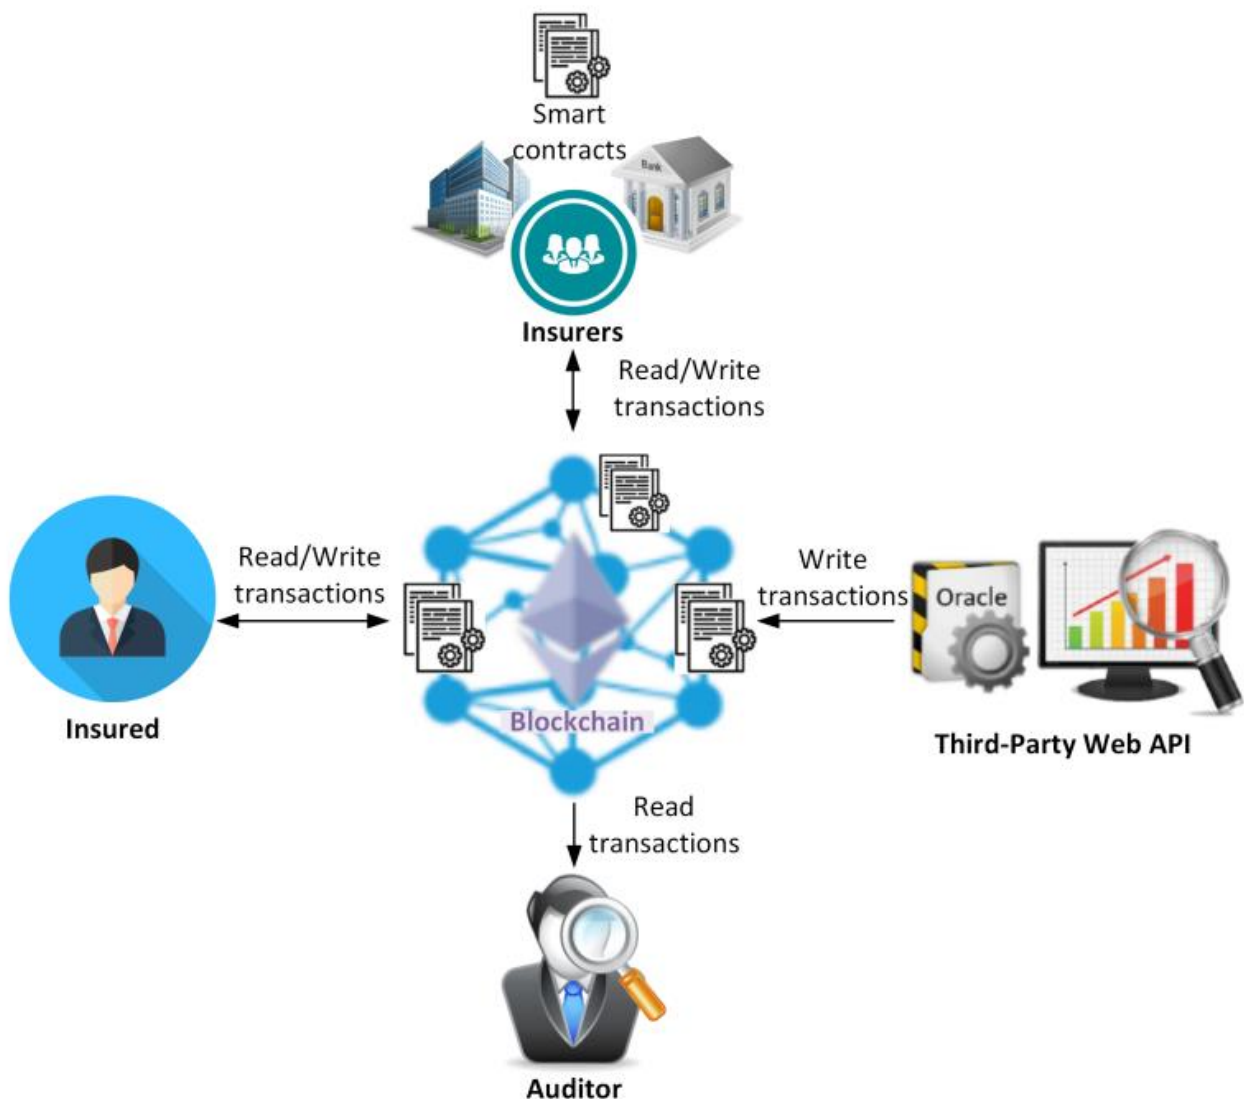 Smart
contracts
Bank
Insurers
Read/Write
transactions
Read/Write
transactions
Insured
Blockchain
Write
transactions
Oracle
Third-Party Web API
Read
transactions
Auditor